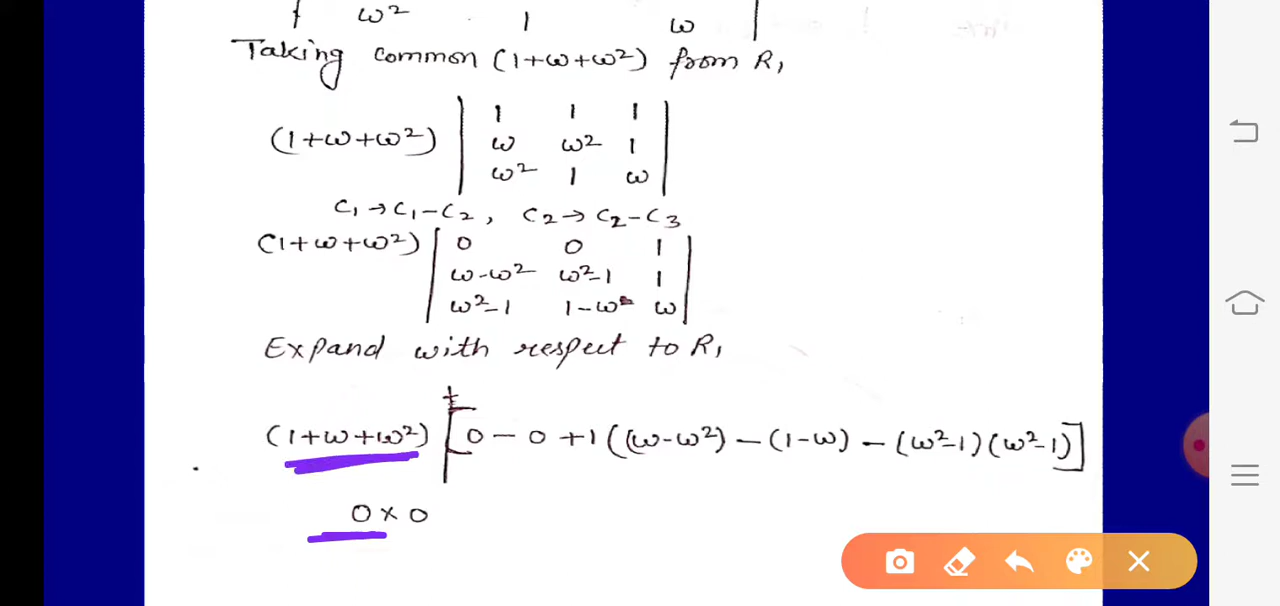 1 ω² 1 ω |
Taking common (1+ω+ω²) from R₁
(1+ω+ω²) | 1 1 1 |
| ω ω² 1 |
| ω² 1 ω |
C₁→C₁-C₂, C₂→C₂-C₃
(1+ω+ω²) | 0 0 1 |
| ω-ω² ω²-1 1 |
| ω²-1 1-ω ω |
Expand with respect to R₁
(1+ω+ω²) [0 - 0 +1((ω-ω²) - (1-ω) - (ω²-1)(ω²-1)]
0 × 0